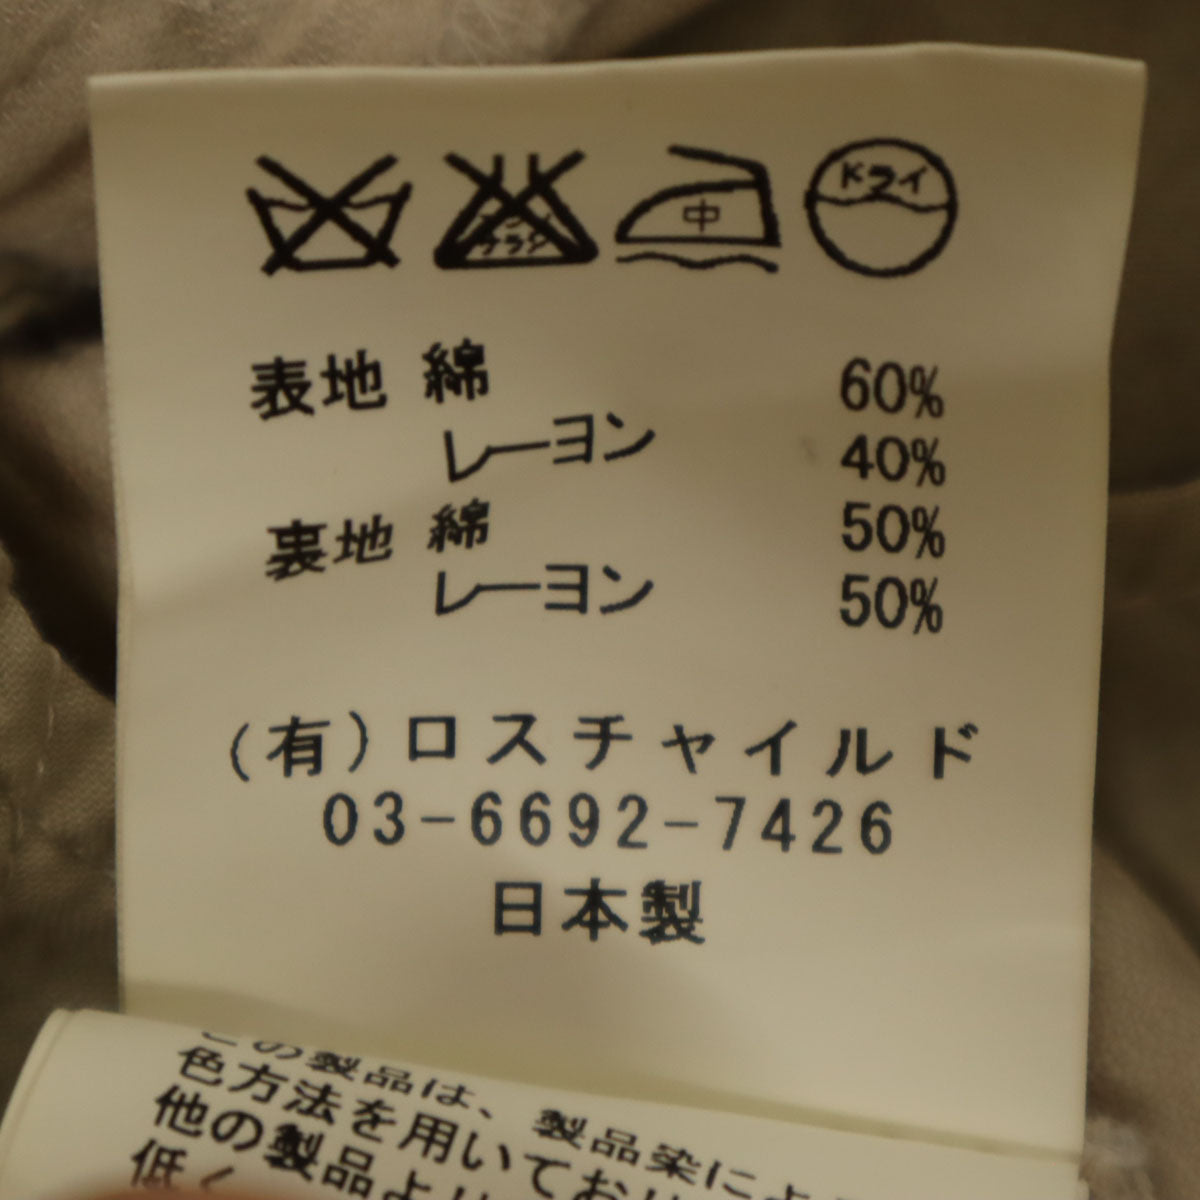 中 ドライ
表地 綿 60%
レーヨン 40%
裏地 綿 50%
レーヨン 50%
(有)ロスチャイルド
03-6692-7426
日本製
この製品は、製品染によ
色方法を用いてお
他の製品より
低く